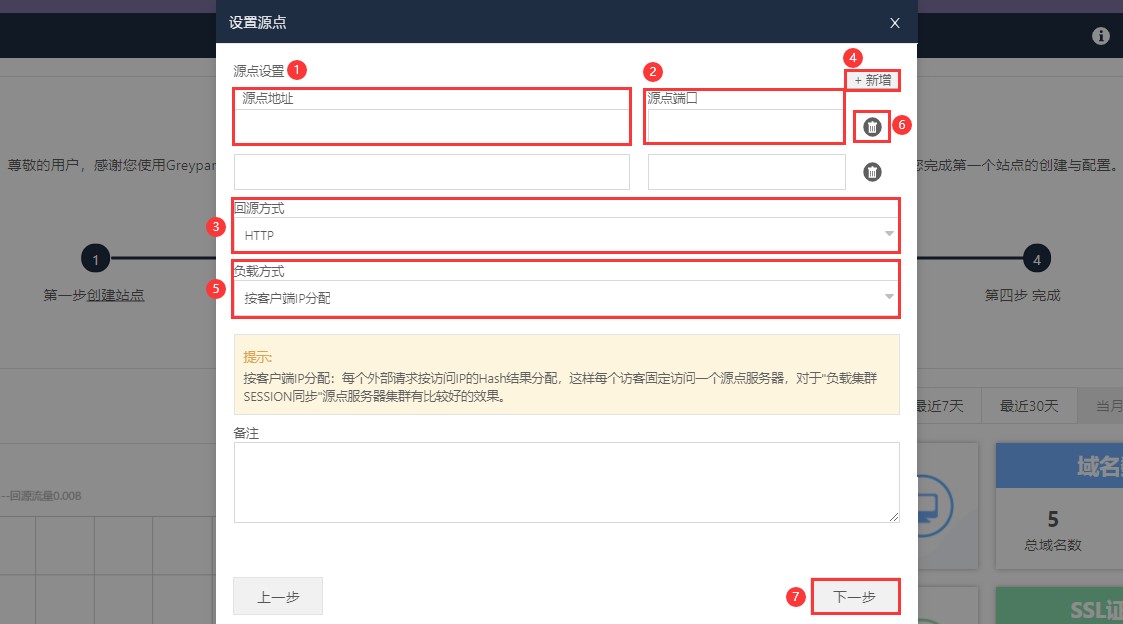 设置源点
X
源点设置 1
2
4
+ 新增
源点地址
源点端口
6
尊敬的用户，感谢您使用Greypan
您完成第一个站点的创建与配置。
3
回源方式
HTTP
1
第一步创建站点
4
第四步 完成
5
负载方式
按客户端IP分配
提示:
按客户端IP分配：每个外部请求按访问IP的Hash结果分配，这样每个访客固定访问一个源点服务器，对于"负载集群
SESSION同步"源点服务器集群有比较好的效果。
最近7天
最近30天
当月
备注
域名
--回源流量0.00B
5
总域名数
上一步
7
下一步
SSL证